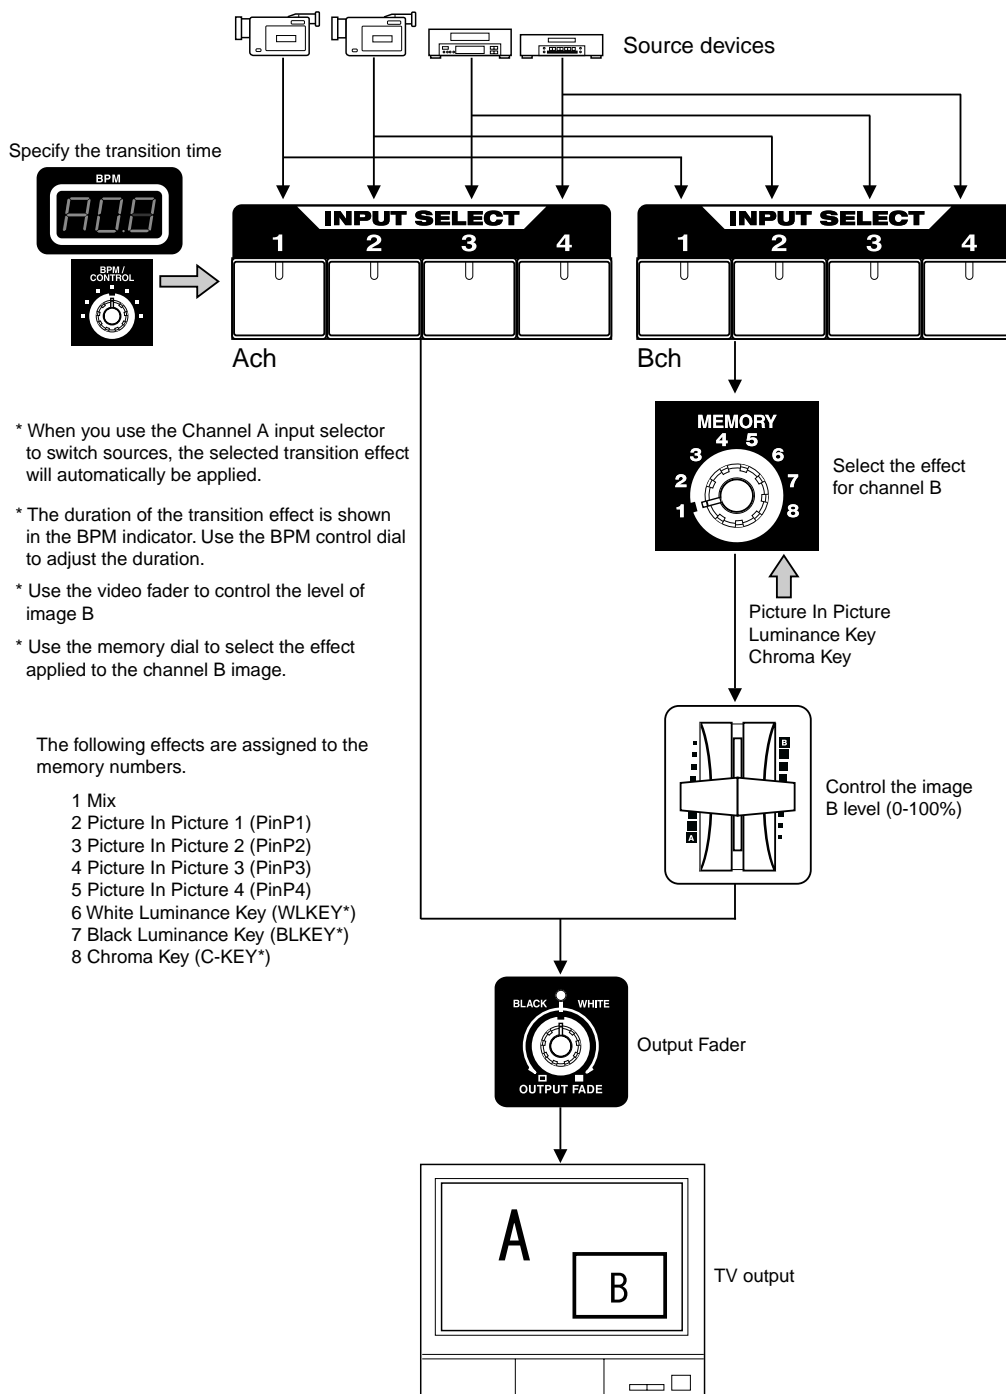 Source devices
Specify the transition time
BPM
A0.8
BPM /
CONTROL
INPUT SELECT
1 2 3 4
Ach
INPUT SELECT
1 2 3 4
Bch
* When you use the Channel A input selector
to switch sources, the selected transition effect
will automatically be applied.
* The duration of the transition effect is shown
in the BPM indicator. Use the BPM control dial
to adjust the duration.
* Use the video fader to control the level of
image B
* Use the memory dial to select the effect
applied to the channel B image.
MEMORY
1 2 3 4 5 6 7 8
Select the effect
for channel B
Picture In Picture
Luminance Key
Chroma Key
The following effects are assigned to the
memory numbers.
1 Mix
2 Picture In Picture 1 (PinP1)
3 Picture In Picture 2 (PinP2)
4 Picture In Picture 3 (PinP3)
5 Picture In Picture 4 (PinP4)
6 White Luminance Key (WLKEY*)
7 Black Luminance Key (BLKEY*)
8 Chroma Key (C-KEY*)
B
A
Control the image
B level (0-100%)
BLACK WHITE
OUTPUT FADE
Output Fader
A
B
TV output